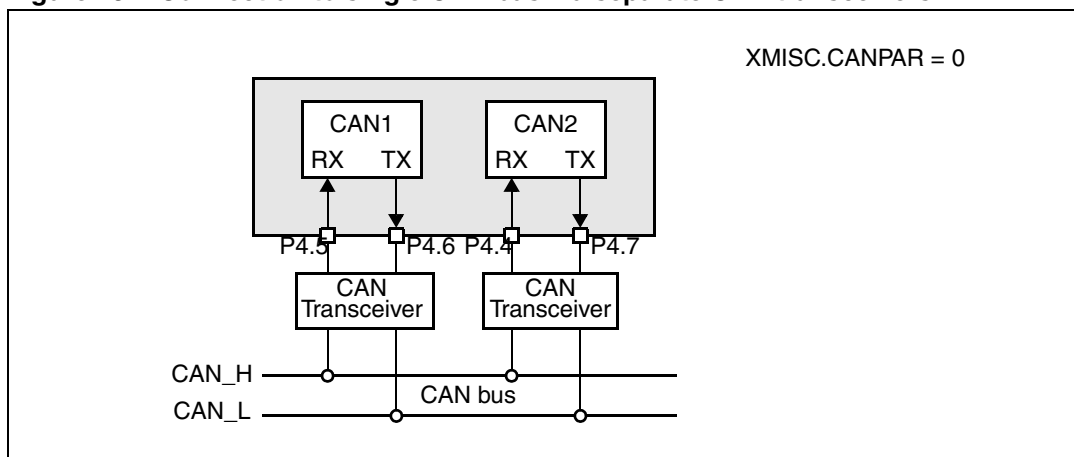 XMISC.CANPAR = 0
CAN1
CAN2
RX TX
RX TX
P4.5
P4.6
P4.4
P4.7
CAN
Transceiver
CAN
Transceiver
CAN_H
CAN bus
CAN_L